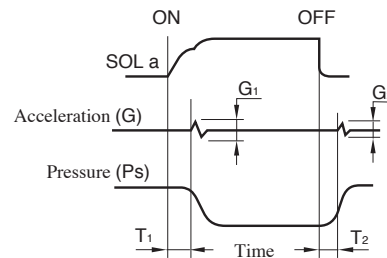 ON OFF
SOL a
G₁ G
Acceleration (G)
Pressure (Ps)
T₁ Time T₂